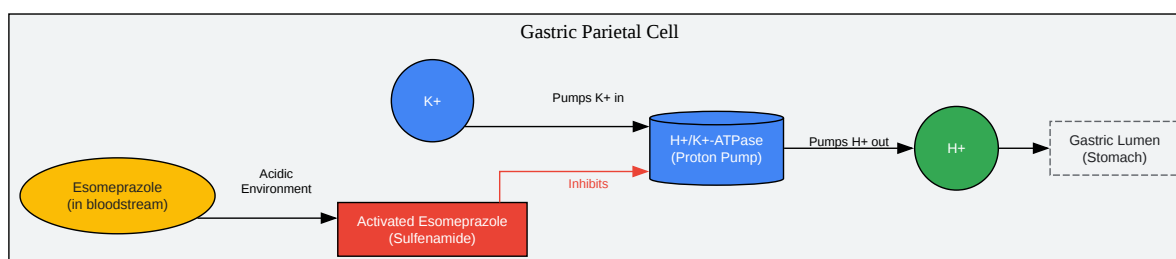 Gastric Parietal Cell
K+
Pumps K+ in
H+/K+-ATPase
(Proton Pump)
Pumps H+ out
H+
Gastric Lumen
(Stomach)
Esomeprazole
(in bloodstream)
Acidic
Environment
Activated Esomeprazole
(Sulfenamide)
Inhibits